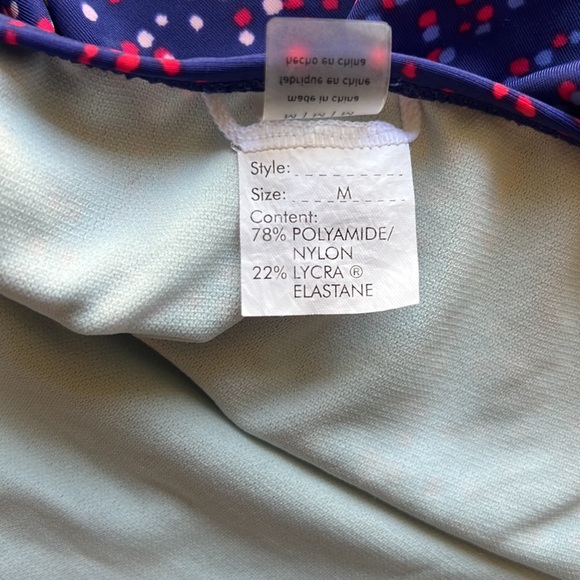 hecho en china
fabriqué en chine
made in china
M / M / M
Style: _ _ _ _ _ _ _ _ _
Size: _ _ _ _ M _ _ _ _
Content:
78% POLYAMIDE/
NYLON
22% LYCRA ®
ELASTANE